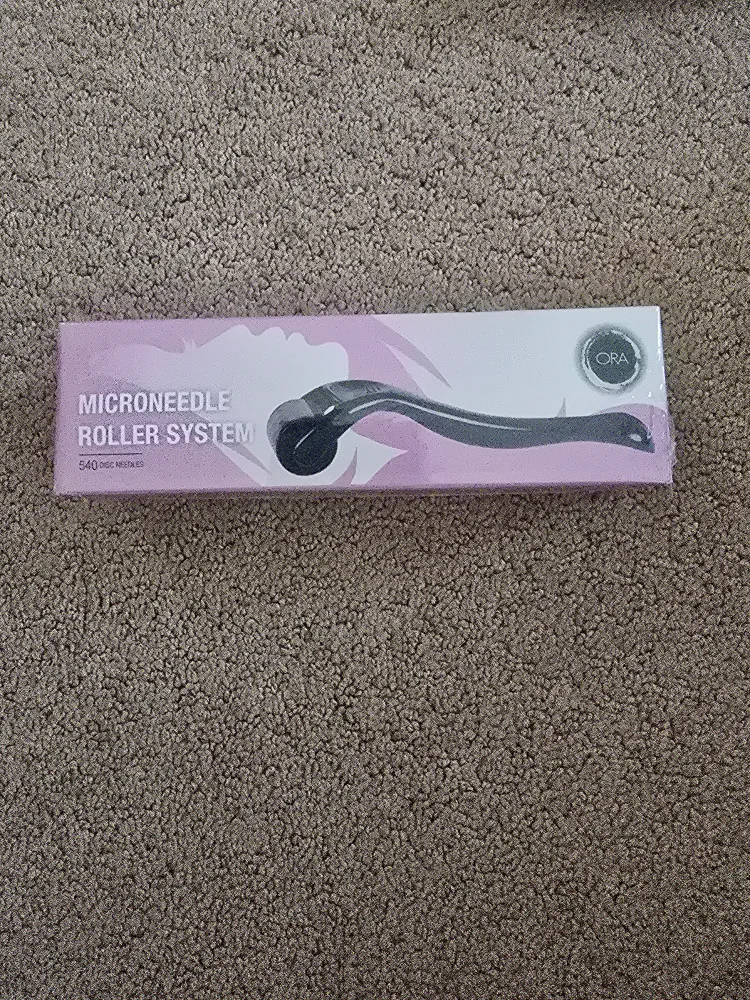 MICRONEEDLE
ROLLER SYSTEM
540 DISC NEEDLES
ORA